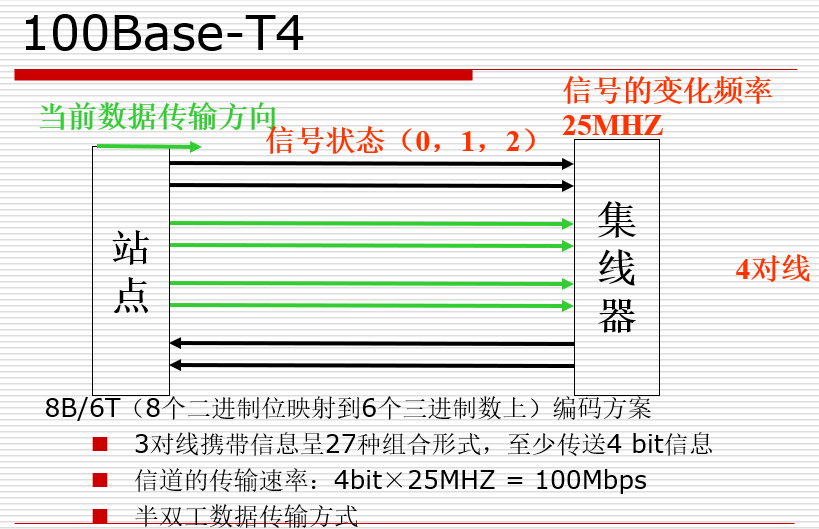 100Base-T4
信号的变化频率
25MHZ
当前数据传输方向
信号状态（0，1，2）
站点
集线器
4对线
8B/6T（8个二进制位映射到6个三进制数上）编码方案
3对线携带信息呈27种组合形式，至少传送4 bit信息
信道的传输速率：4bit×25MHZ = 100Mbps
半双工数据传输方式